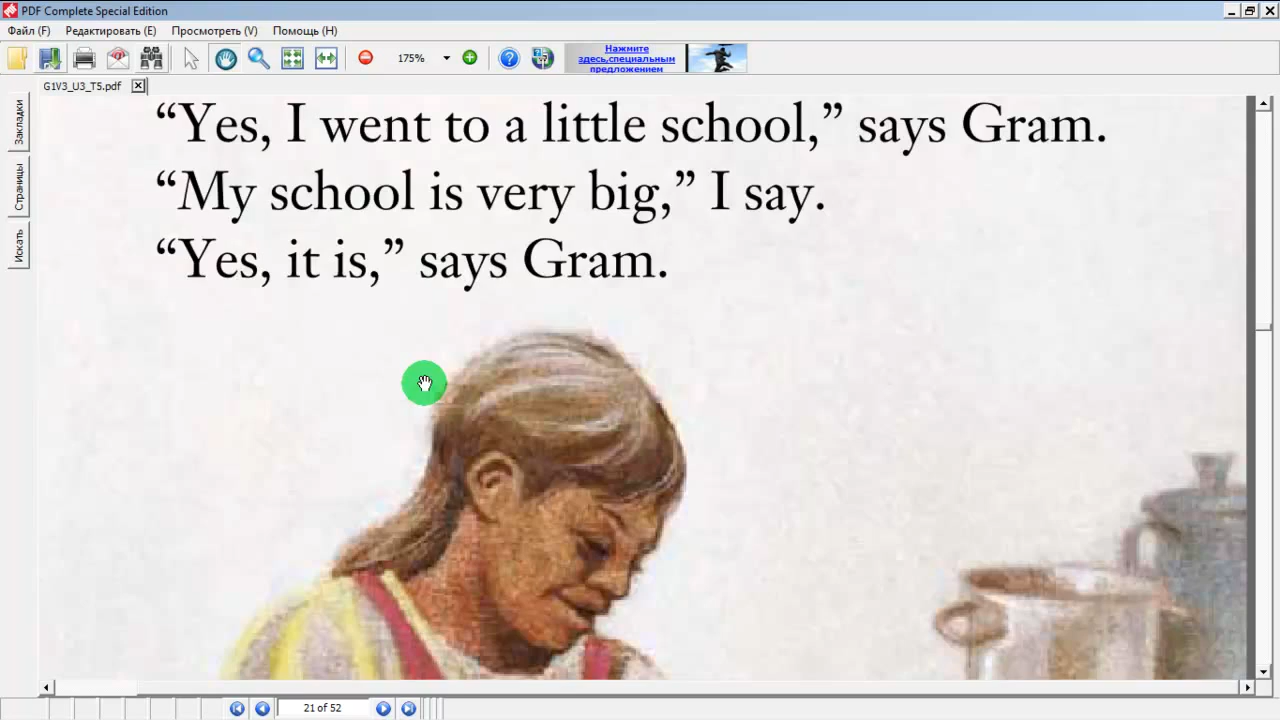 PDF Complete Special Edition
Файл (F) Редактировать (E) Просмотреть (V) Помощь (H)
175%
Нажмите
здесь,специальным
предложением
G1V3_U3_T5.pdf
Закладки
Страницы
Искать
“Yes, I went to a little school,” says Gram.
“My school is very big,” I say.
“Yes, it is,” says Gram.
21 of 52